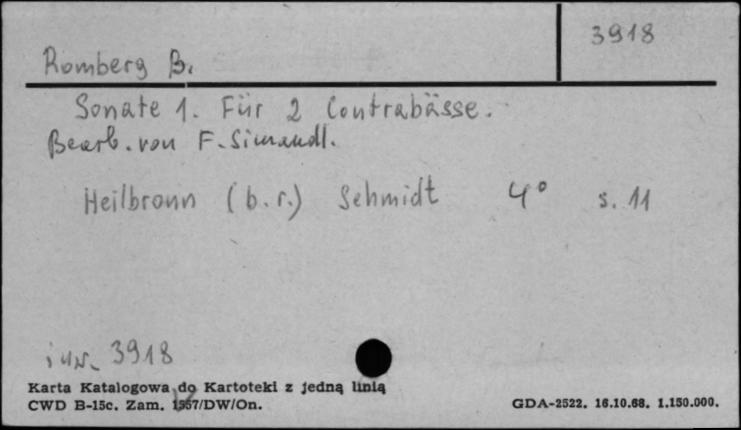 3918
Romberg B.
Sonate 1. Für 2 Contrabässe.
Bearb. von F. Simandl.
Heilbronn (b.r.) Schmidt 4° s. 11
inw. 3918
Karta Katalogowa do Kartoteki z jedną linią
CWD B-15c. Zam. 1557/DW/On.
GDA-2522. 16.10.68. 1.150.000.